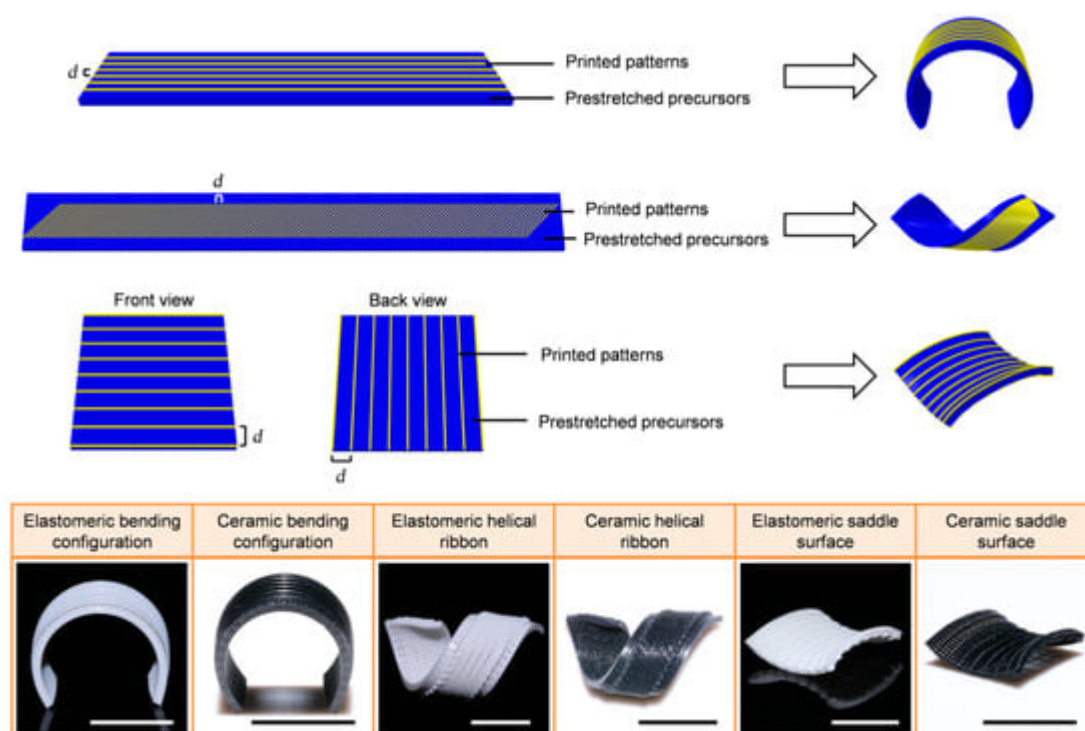 d
Printed patterns
Prestretched precursors
d
Printed patterns
Prestretched precursors
Front view
Back view
Printed patterns
Prestretched precursors
d
d
Elastomeric bending
configuration
Ceramic bending
configuration
Elastomeric helical
ribbon
Ceramic helical
ribbon
Elastomeric saddle
surface
Ceramic saddle
surface